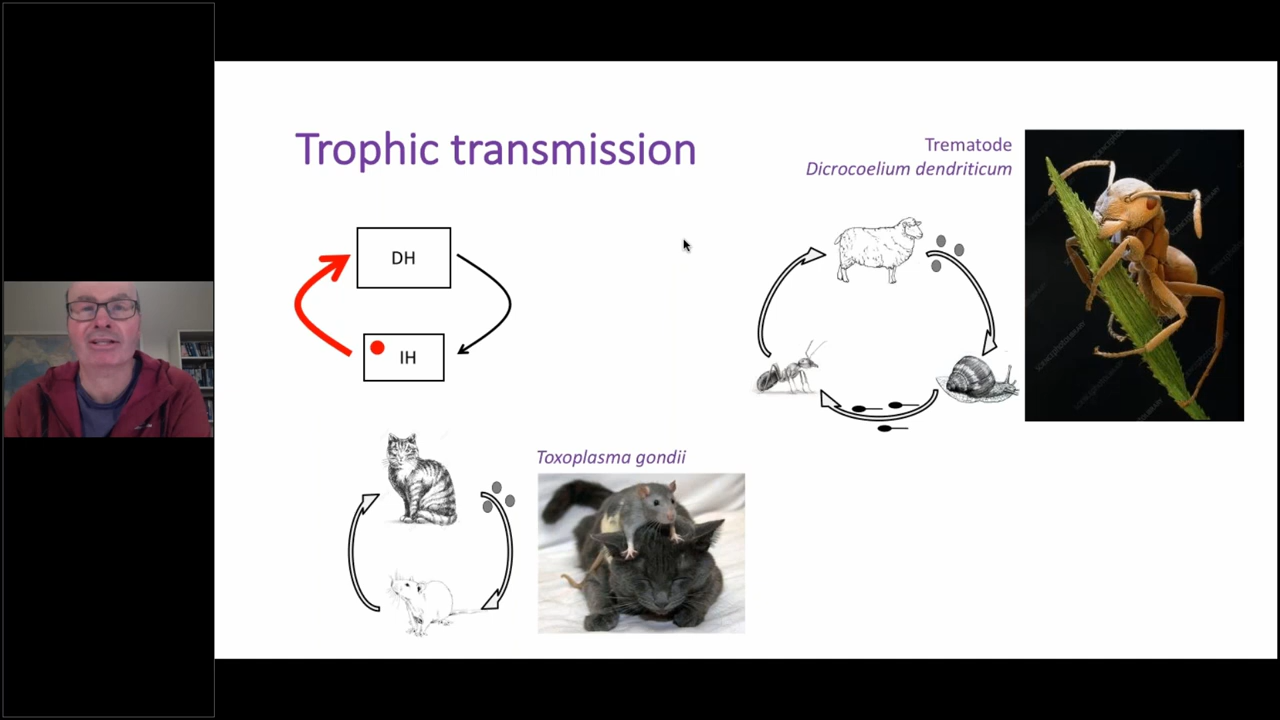 Trophic transmission
Trematode
Dicrocoelium dendriticum
DH
IH
Toxoplasma gondii